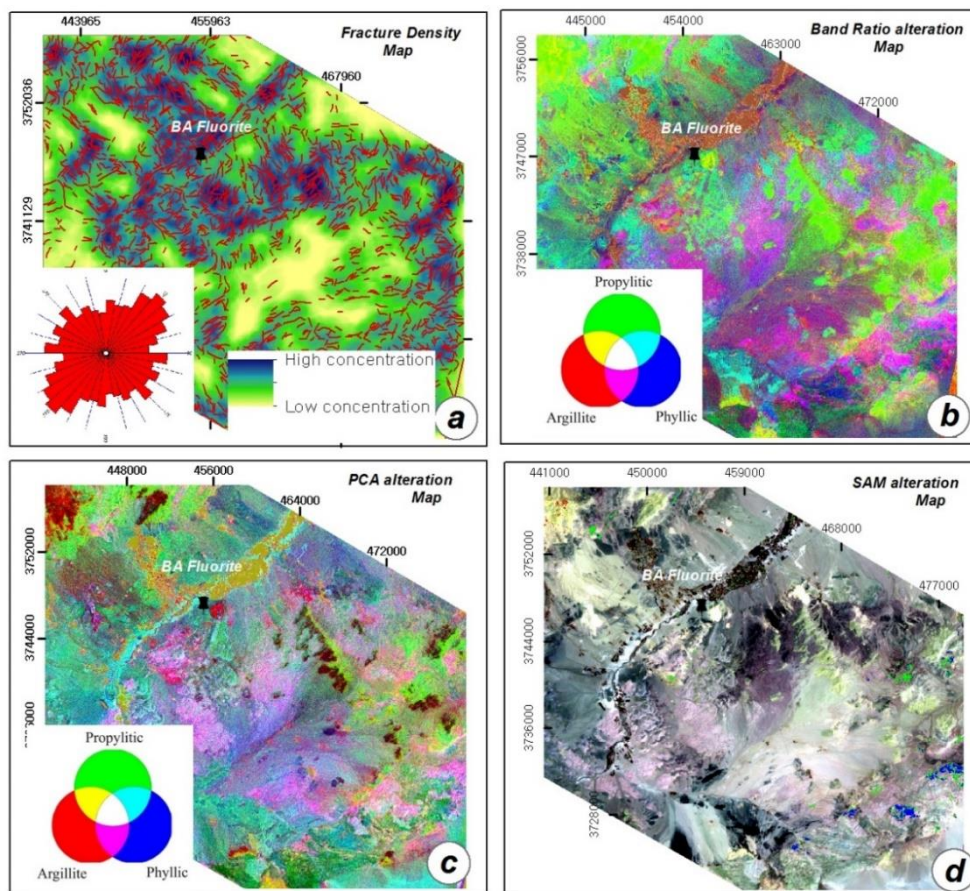 443965
455963
467960
Fracture Density
Map
3752036
3741129
BA Fluorite
High concentration
Low concentration
a
445000
454000
463000
472000
Band Ratio alteration
Map
3756000
3747000
3738000
BA Fluorite
Propylitic
Argillite
Phyllic
b
448000
456000
464000
472000
PCA alteration
Map
3752000
3744000
BA Fluorite
Propylitic
Argillite
Phyllic
c
441000
450000
459000
468000
477000
SAM alteration
Map
3752000
3744000
3736000
3728000
BA Fluorite
d